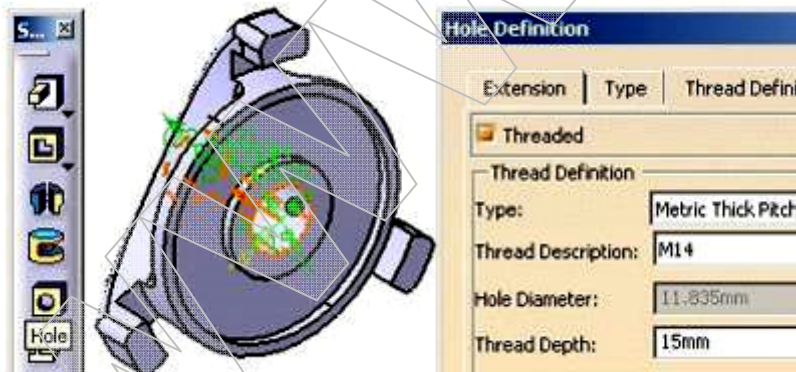 S...
Hole
Hole Definition
Extension
Type
Thread Defini
Threaded
Thread Definition
Type:
Metric Thick Pitch
Thread Description:
M14
Hole Diameter:
11.835mm
Thread Depth:
15mm